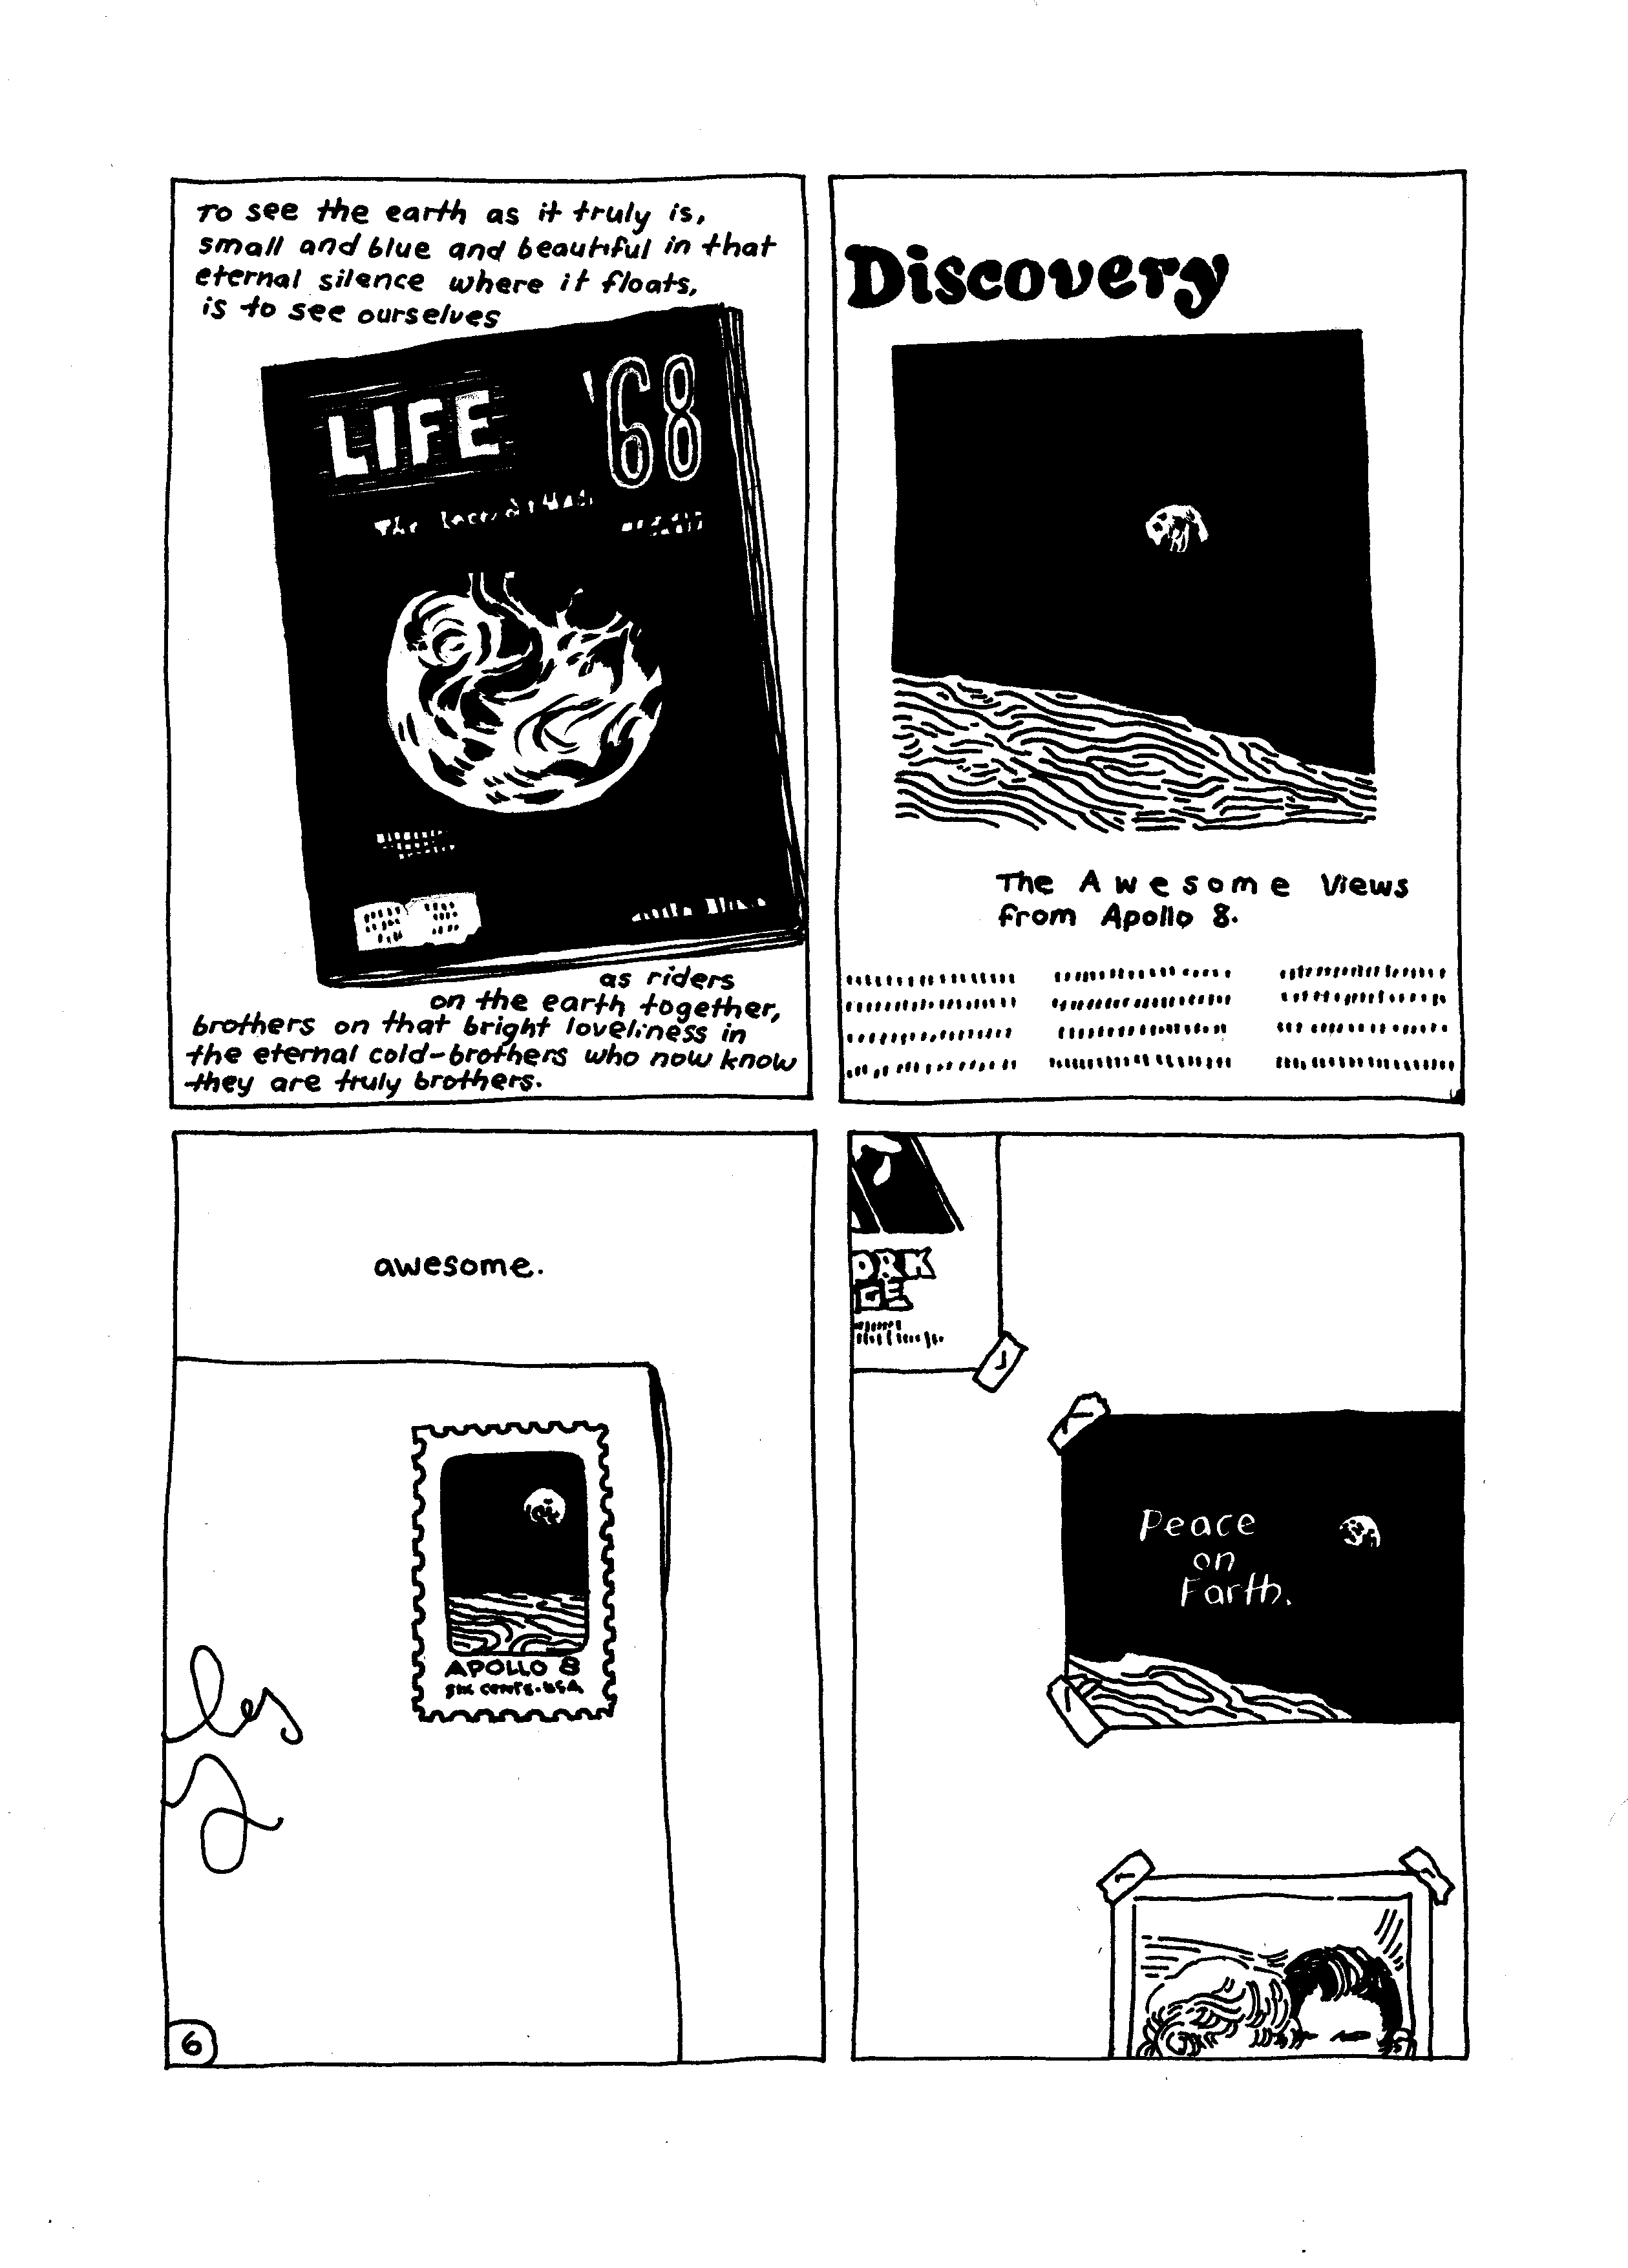 To see the earth as it truly is,
small and blue and beautiful in that
eternal silence where it floats,
is to see ourselves
LIFE '68
The
as riders
on the earth together,
brothers on that bright loveliness in
the eternal cold-brothers who now know
they are truly brothers.
Discovery
The Awesome Views
from Apollo 8.
awesome.
APOLLO 8
SIX CENTS·USA
les
6
ORK
GE
Peace
on
Earth.